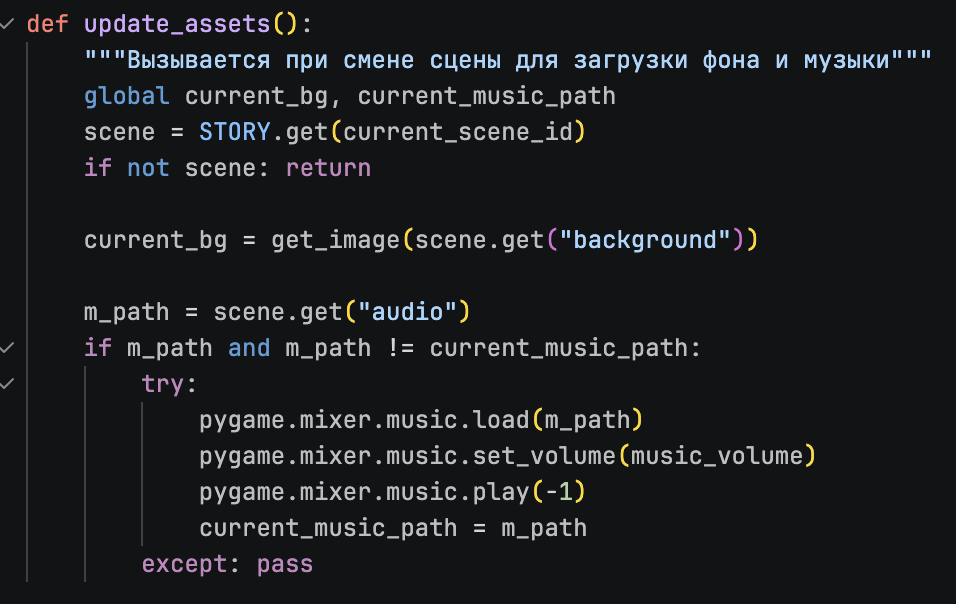 def update_assets():
    """Вызывается при смене сцены для загрузки фона и музыки"""
    global current_bg, current_music_path
    scene = STORY.get(current_scene_id)
    if not scene: return

    current_bg = get_image(scene.get("background"))

    m_path = scene.get("audio")
    if m_path and m_path != current_music_path:
        try:
            pygame.mixer.music.load(m_path)
            pygame.mixer.music.set_volume(music_volume)
            pygame.mixer.music.play(-1)
            current_music_path = m_path
        except: pass